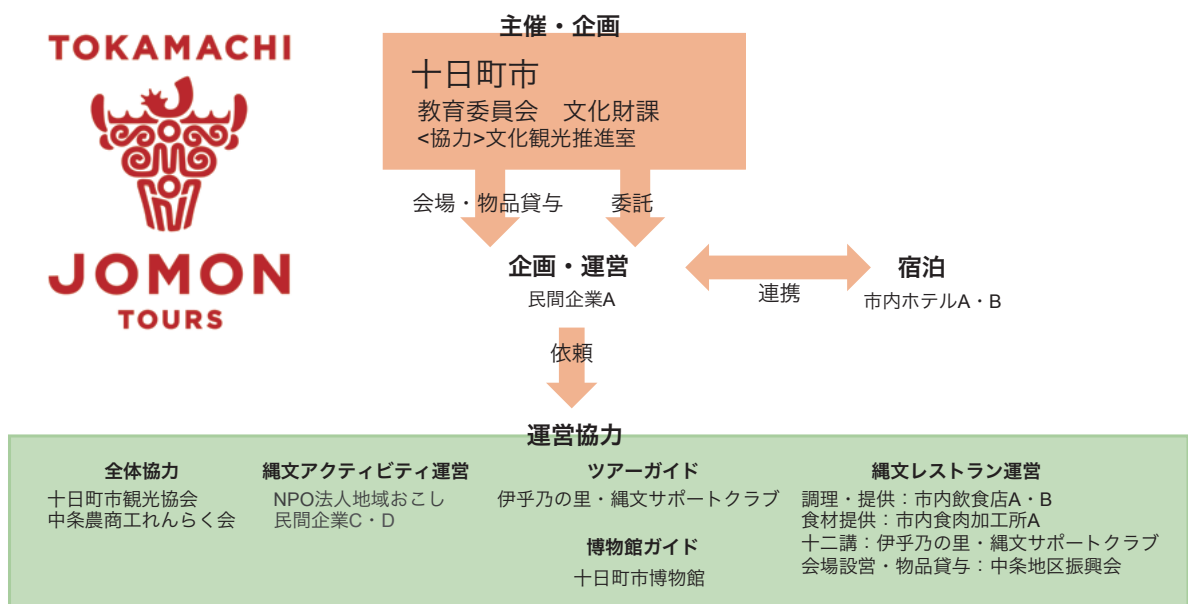 TOKAMACHI
JOMON
TOURS
主催・企画
十日町市
教育委員会　文化財課
<協力>文化観光推進室
会場・物品貸与
委託
企画・運営
民間企業A
連携
宿泊
市内ホテルA・B
依頼
運営協力
全体協力
十日町市観光協会
中条農商工れんらく会
縄文アクティビティ運営
NPO法人地域おこし
民間企業C・D
ツアーガイド
伊乎乃の里・縄文サポートクラブ
博物館ガイド
十日町市博物館
縄文レストラン運営
調理・提供：市内飲食店A・B
食材提供：市内食肉加工所A
十二講：伊乎乃の里・縄文サポートクラブ
会場設営・物品貸与：中条地区振興会